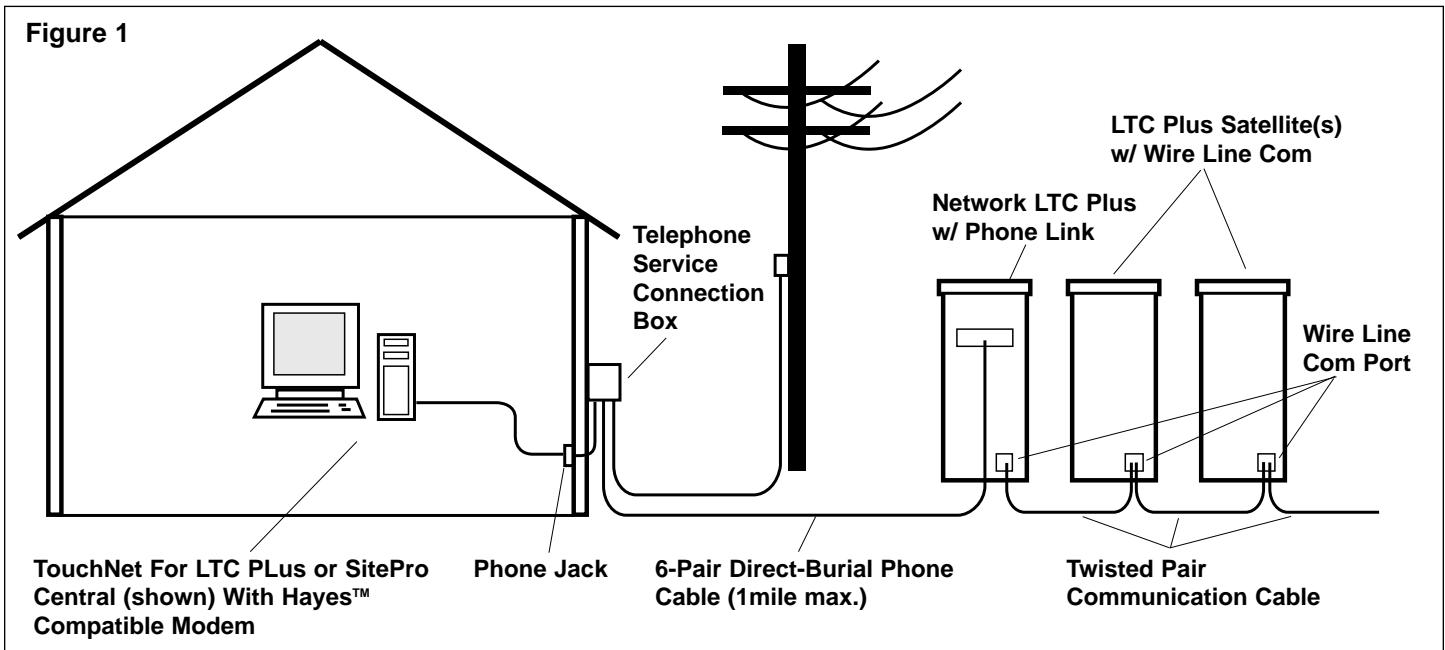 Figure 1
LTC Plus Satellite(s)
w/ Wire Line Com
Network LTC Plus
w/ Phone Link
Telephone
Service
Connection
Box
Wire Line
Com Port
TouchNet For LTC PLus or SitePro
Central (shown) With Hayes™
Compatible Modem
Phone Jack
6-Pair Direct-Burial Phone
Cable (1mile max.)
Twisted Pair
Communication Cable